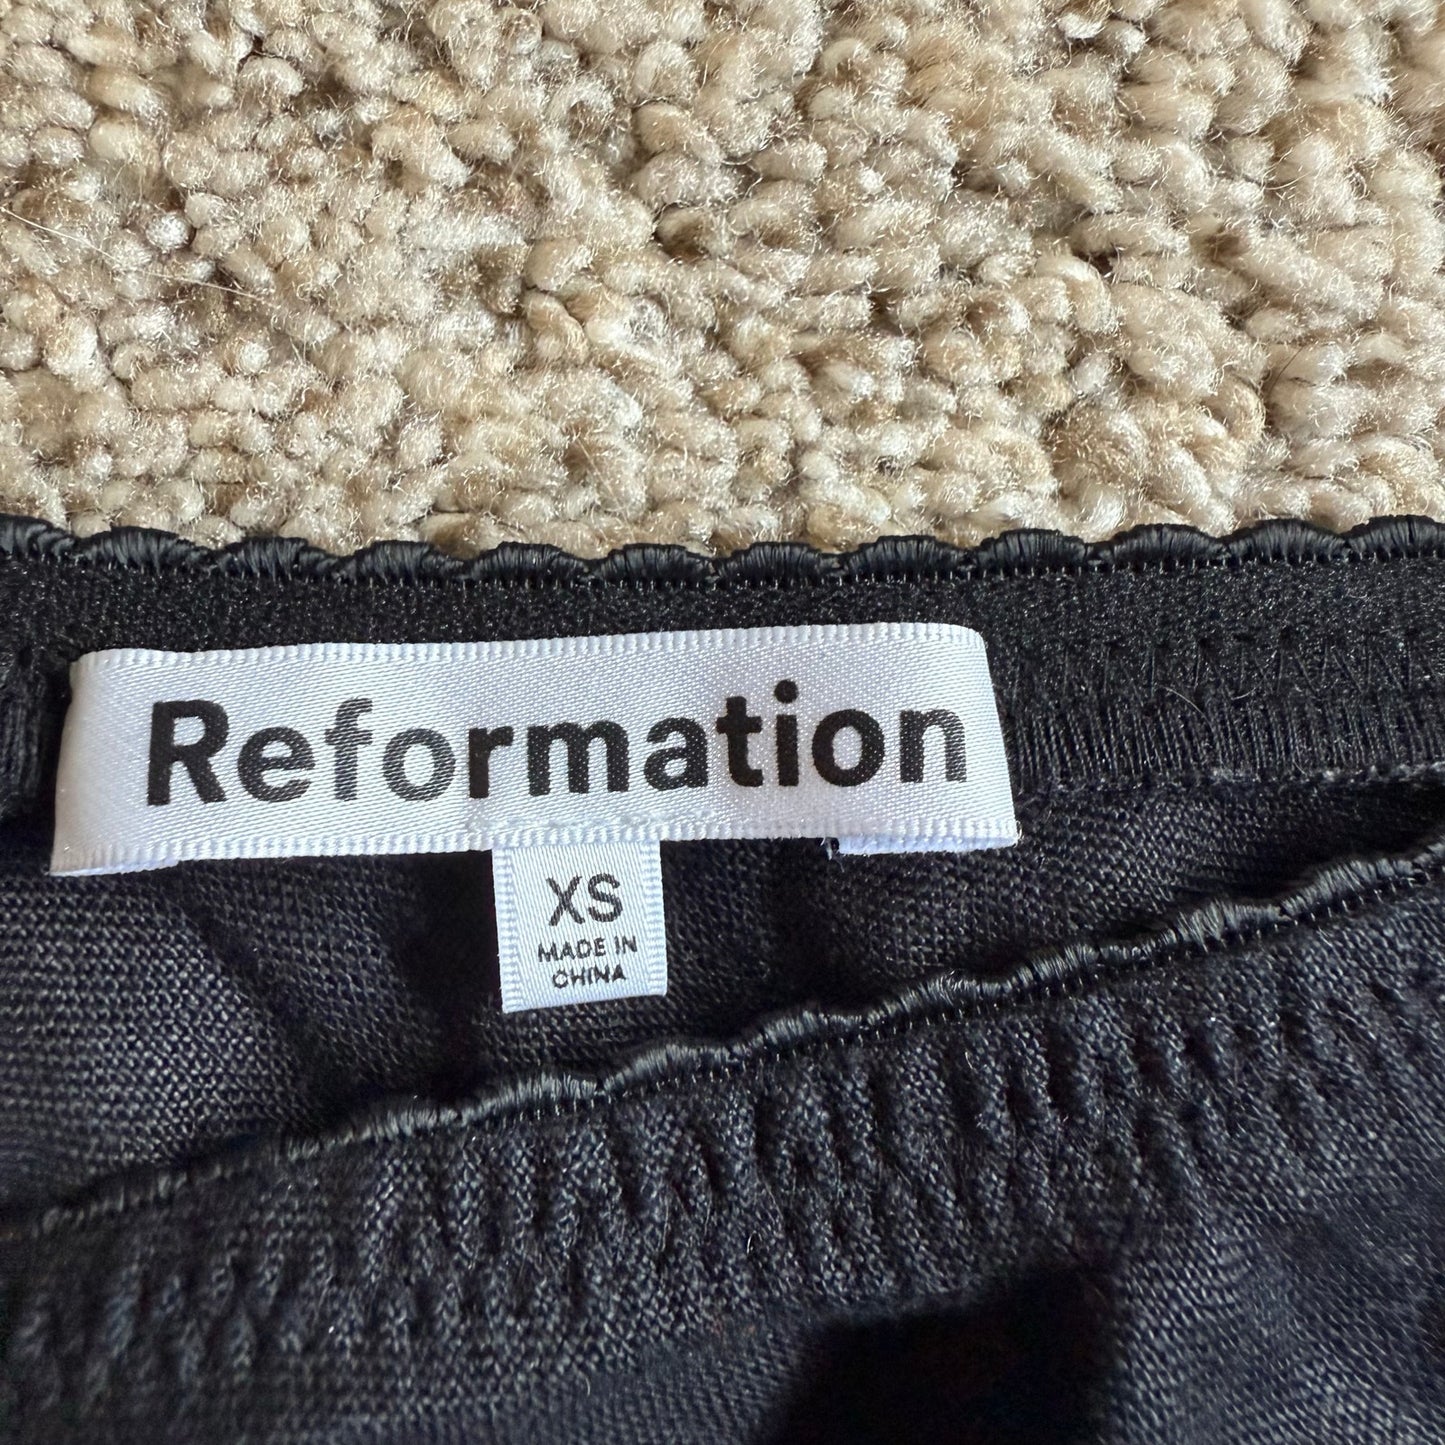 Reformation
XS
MADE IN
CHINA